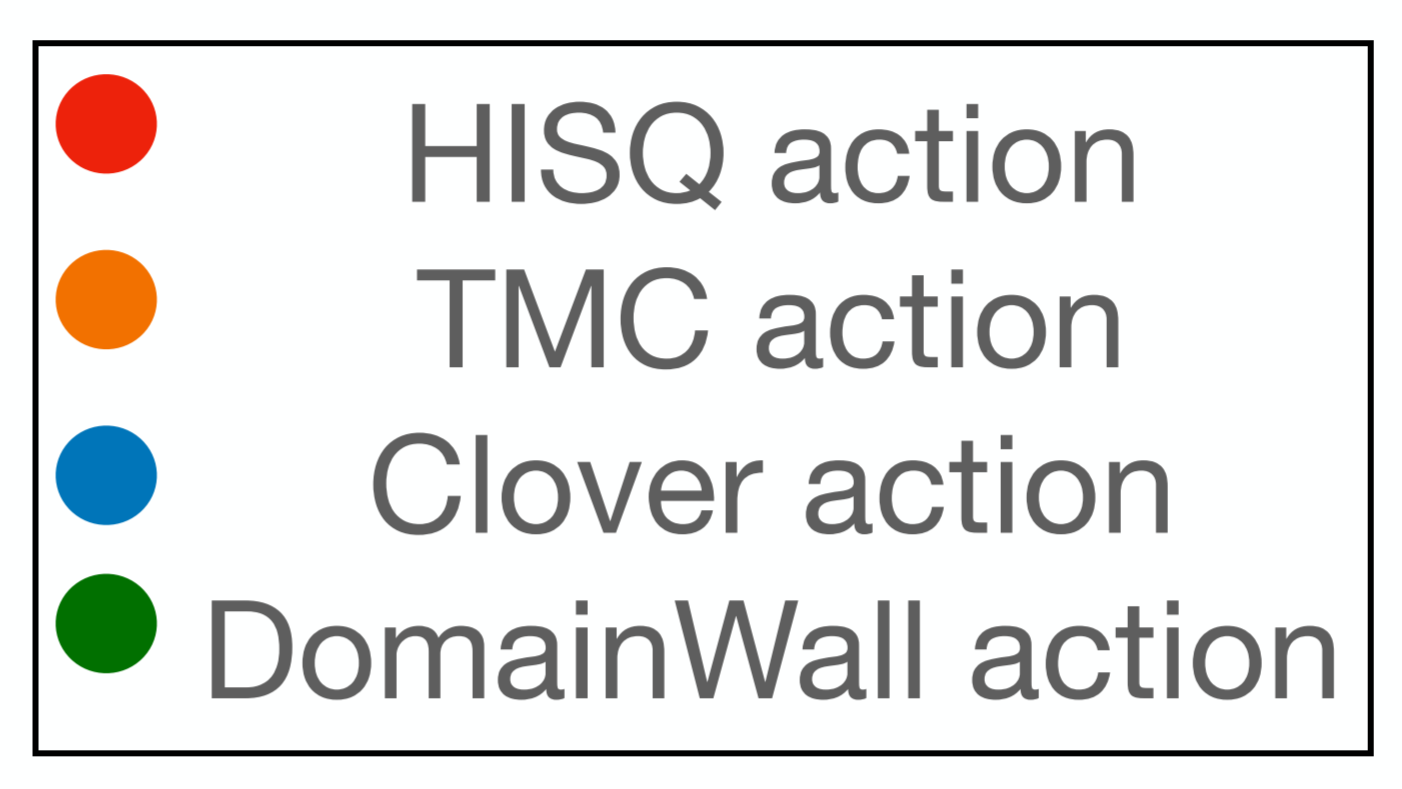 HISQ action
TMC action
Clover action
DomainWall action